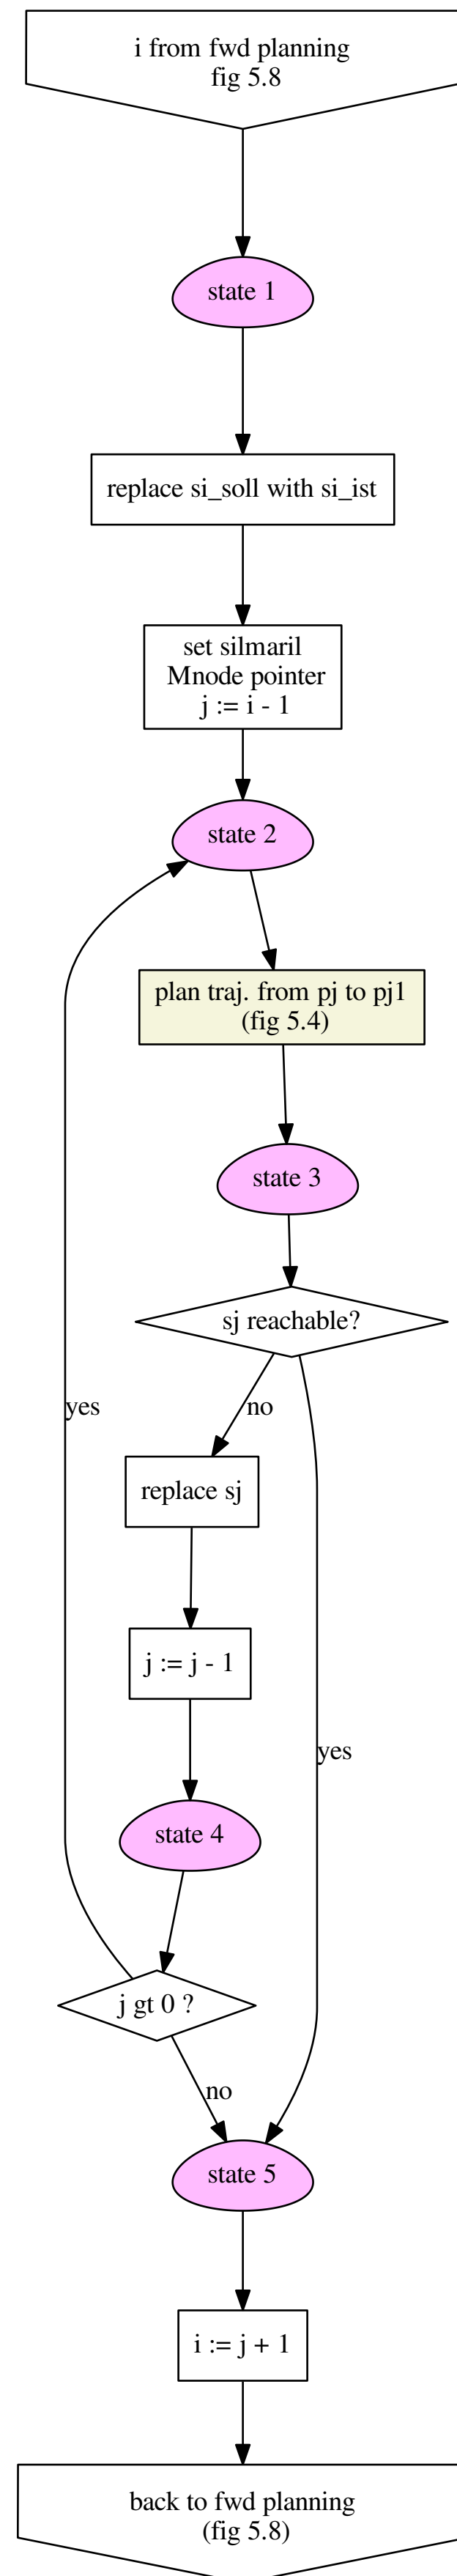 i from fwd planning
fig 5.8
state 1
replace si_soll with si_ist
set silmaril
Mnode pointer
j := i - 1
state 2
plan traj. from pj to pj1
(fig 5.4)
state 3
sj reachable?
yes
no
replace sj
j := j - 1
yes
state 4
j gt 0 ?
no
state 5
i := j + 1
back to fwd planning
(fig 5.8)